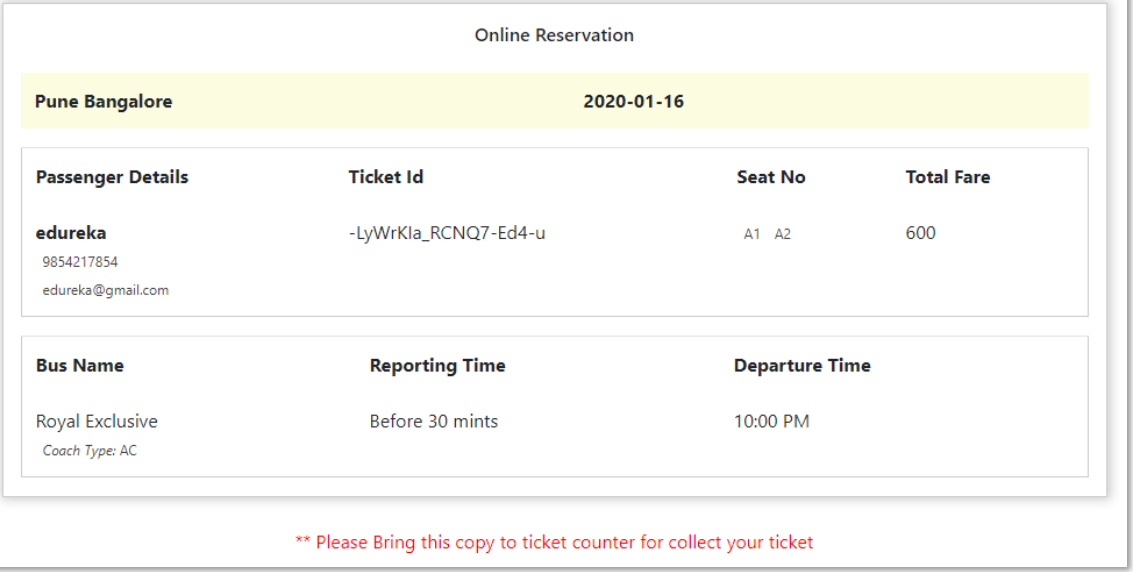 Online Reservation
Pune Bangalore 2020-01-16
Passenger Details Ticket Id Seat No Total Fare
edureka -LyWrKIa_RCNQ7-Ed4-u A1 A2 600
9854217854
edureka@gmail.com
Bus Name Reporting Time Departure Time
Royal Exclusive Before 30 mints 10:00 PM
Coach Type: AC
** Please Bring this copy to ticket counter for collect your ticket